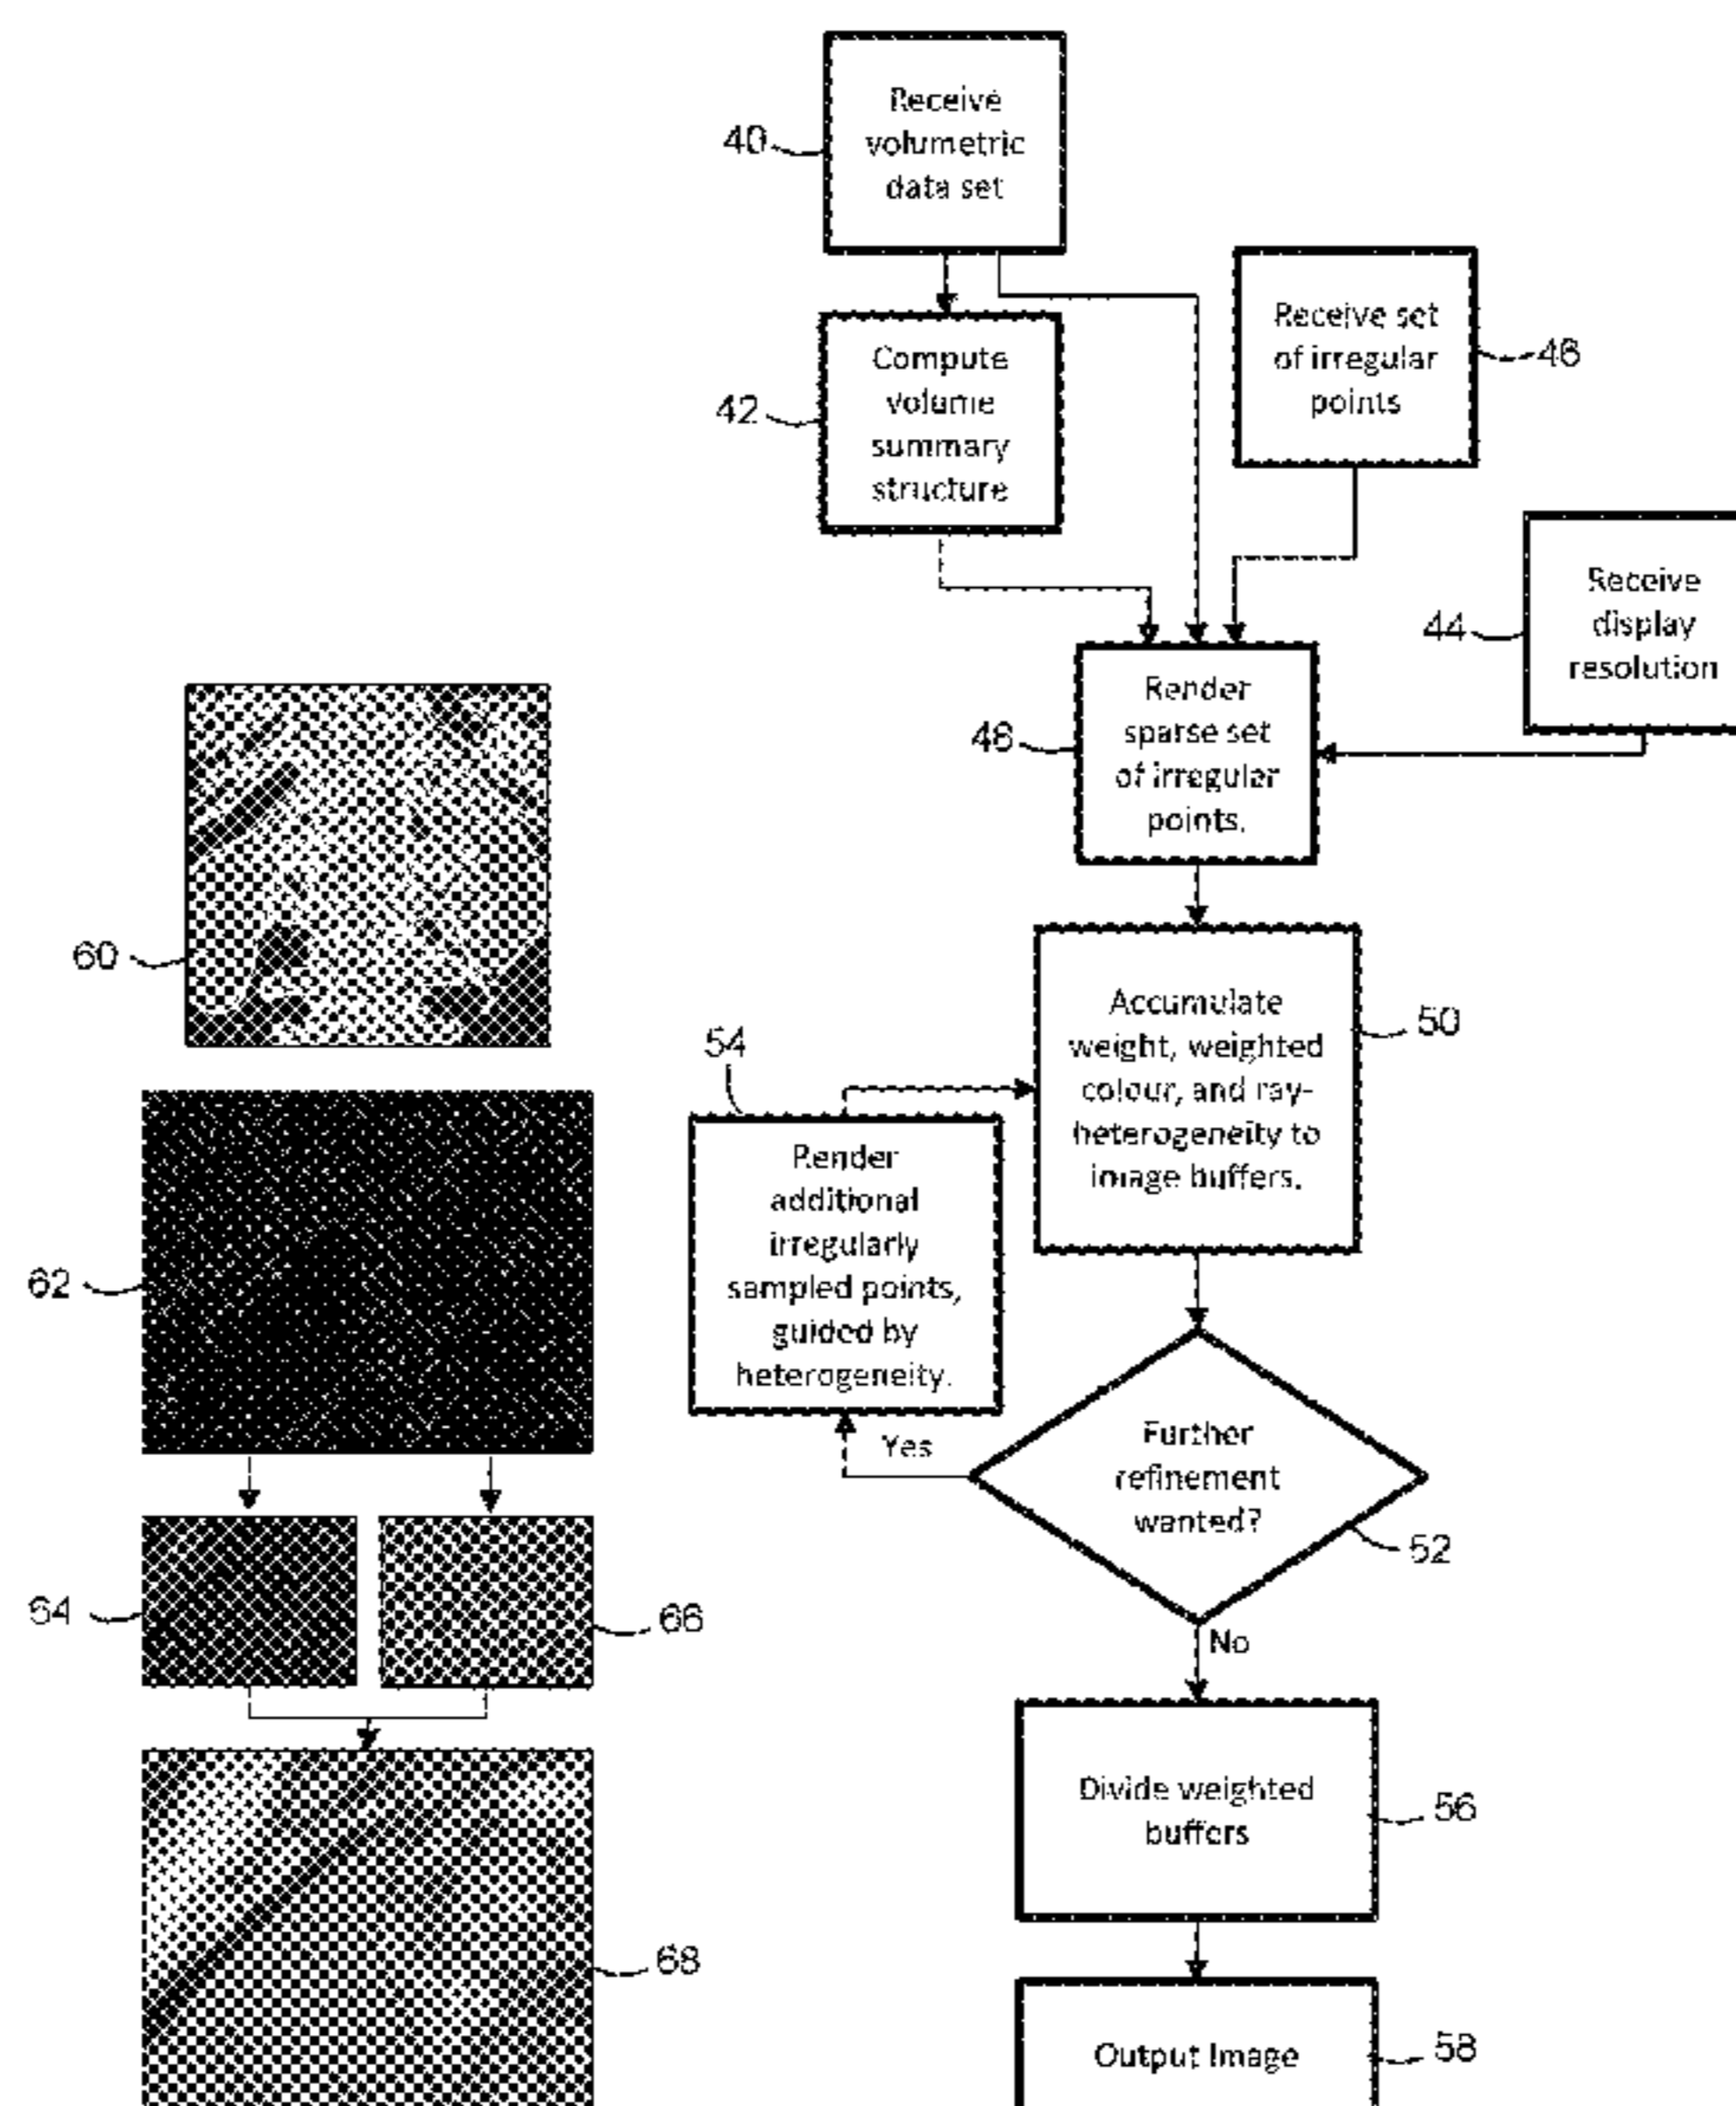 Receive
volumetric
data set
40
Receive set
of irregular
points
46
Compute
volume
summary
structure
42
Receive
display
resolution
44
Render
sparse set
of irregular
points.
48
60
Accumulate
weight, weighted
colour, and ray-
heterogeneity to
image buffers.
50
54
Render
additional
irregularly
sampled points,
guided by
heterogeneity.
62
Yes
Further
refinement
wanted?
52
No
64
66
Divide weighted
buffers
56
68
Output Image
58